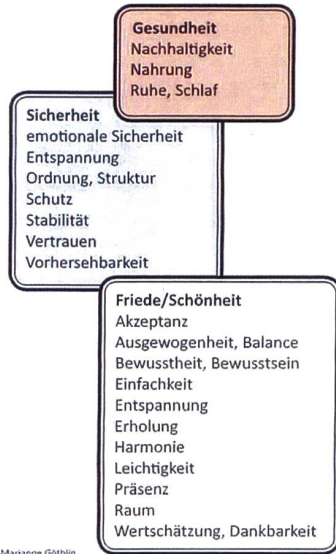 Gesundheit
Nachhaltigkeit
Nahrung
Ruhe, Schlaf
Sicherheit
emotionale Sicherheit
Entspannung
Ordnung, Struktur
Schutz
Stabilität
Vertrauen
Vorhersehbarkeit
Friede/Schönheit
Akzeptanz
Ausgewogenheit, Balance
Bewusstheit, Bewusstsein
Einfachkeit
Entspannung
Erholung
Harmonie
Leichtigkeit
Präsenz
Raum
Wertschätzung, Dankbarkeit
Marianne Göthlin